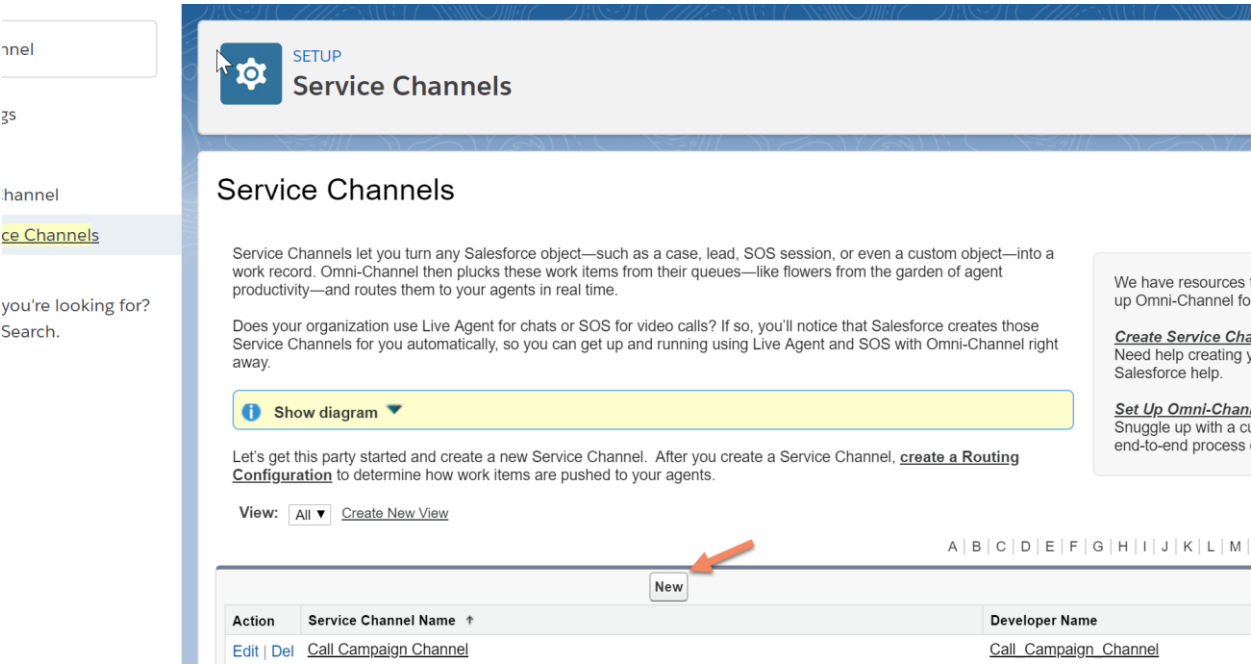 nnel
gs
hannel
ce Channels
you're looking for?
Search.
SETUP
Service Channels
Service Channels
Service Channels let you turn any Salesforce object—such as a case, lead, SOS session, or even a custom object—into a
work record. Omni-Channel then plucks these work items from their queues—like flowers from the garden of agent
productivity—and routes them to your agents in real time.
Does your organization use Live Agent for chats or SOS for video calls? If so, you'll notice that Salesforce creates those
Service Channels for you automatically, so you can get up and running using Live Agent and SOS with Omni-Channel right
away.
Show diagram
Let's get this party started and create a new Service Channel. After you create a Service Channel, create a Routing
Configuration to determine how work items are pushed to your agents.
We have resources
up Omni-Channel fo
Create Service Cha
Need help creating y
Salesforce help.
Set Up Omni-Chan
Snuggle up with a cu
end-to-end process
View: All Create New View
A | B | C | D | E | F | G | H | I | J | K | L | M |
New
Action Service Channel Name Developer Name
Edit | Del Call Campaign Channel Call_Campaign_Channel